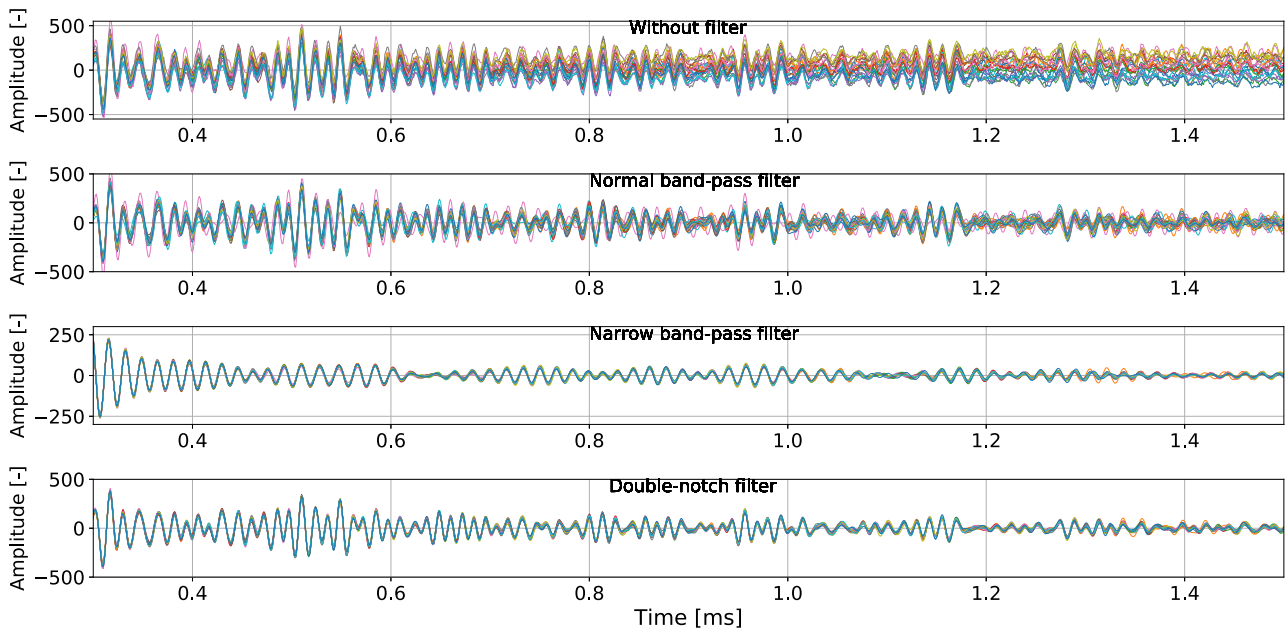 Without filter
Amplitude [-]
500
0
−500
0.4 0.6 0.8 1.0 1.2 1.4
Normal band-pass filter
Amplitude [-]
500
0
−500
0.4 0.6 0.8 1.0 1.2 1.4
Narrow band-pass filter
Amplitude [-]
250
0
−250
0.4 0.6 0.8 1.0 1.2 1.4
Double-notch filter
Amplitude [-]
500
0
−500
0.4 0.6 0.8 1.0 1.2 1.4
Time [ms]